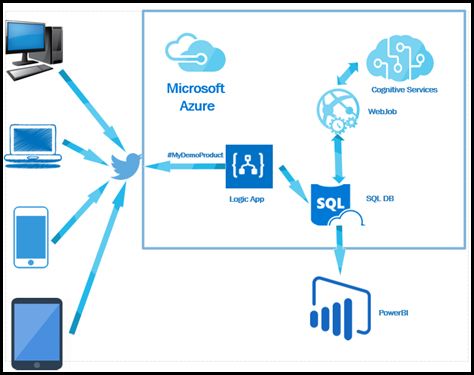 Microsoft
Azure
Cognitive Services
WebJob
#MyDemoProduct
Logic App
SQL
SQL DB
PowerBI